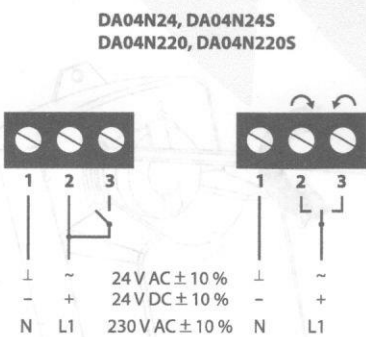 DA04N24, DA04N24S
DA04N220, DA04N220S
1 2 3 1 2 3
⊥ ~ 24 V AC ± 10 % ⊥ ~
− + 24 V DC ± 10 % − +
N L1 230 V AC ± 10 % N L1